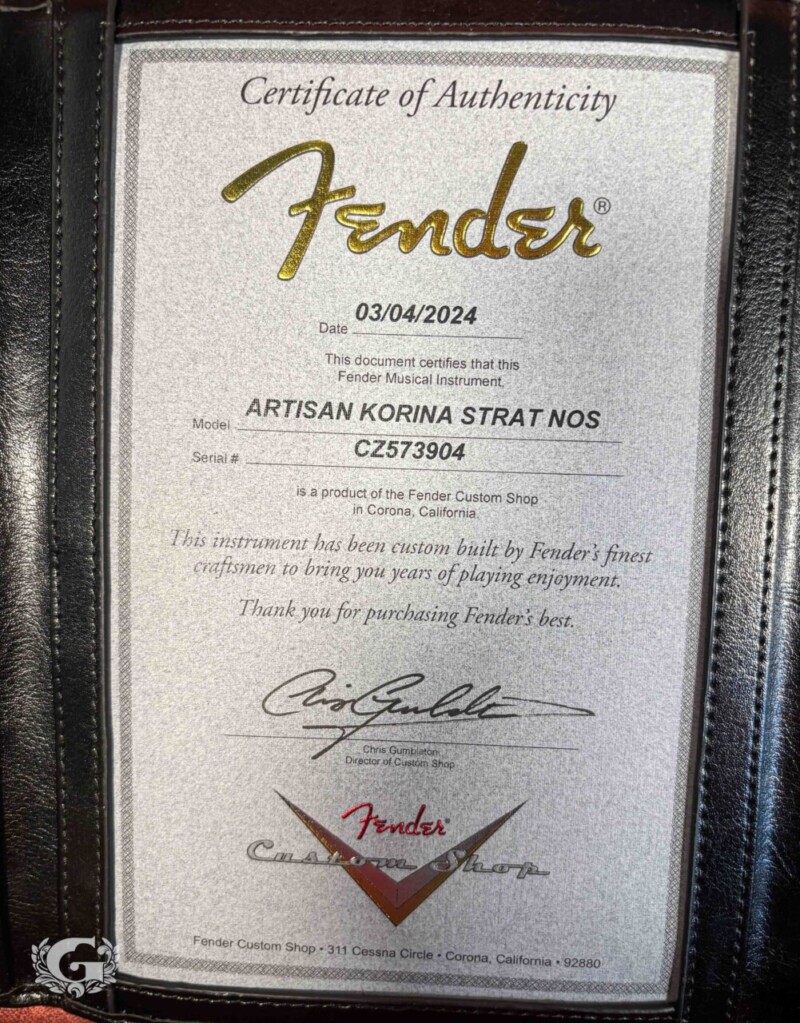 Certificate of Authenticity
Fender®
Date 03/04/2024
This document certifies that this
Fender Musical Instrument,
Model ARTISAN KORINA STRAT NOS
Serial # CZ573904
is a product of the Fender Custom Shop
in Corona, California.
This instrument has been custom built by Fender's finest
craftsmen to bring you years of playing enjoyment.
Thank you for purchasing Fender's best.
Chris Gumbleton
Chris Gumbleton
Director of Custom Shop
Fender®
Custom Shop
Fender Custom Shop • 311 Cessna Circle • Corona, California • 92880
G